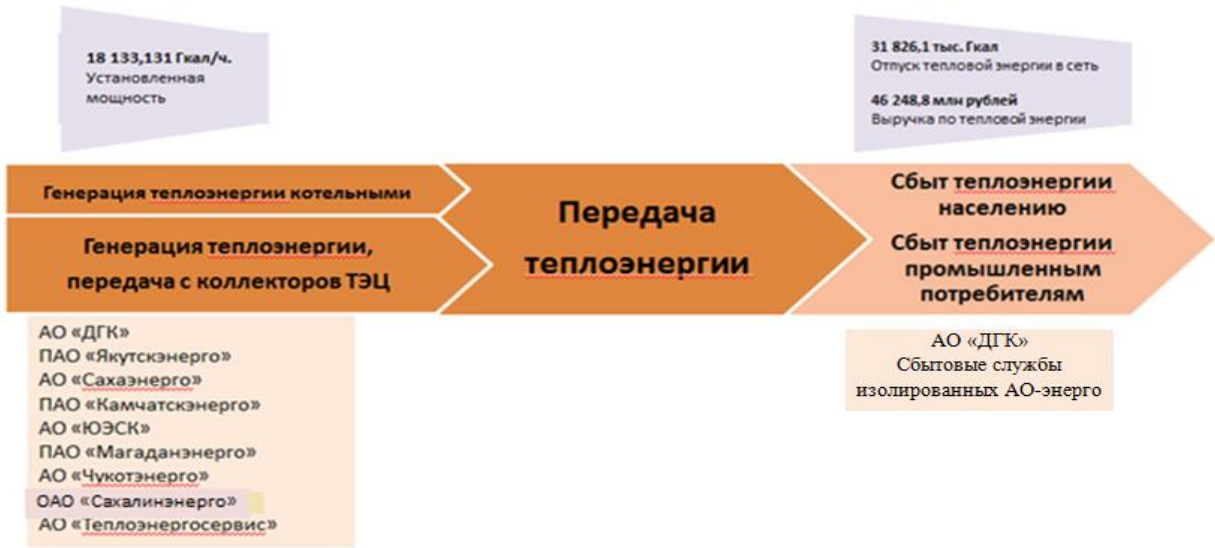 18 133,131 Гкал/ч.
Установленная
мощность
31 826,1 тыс. Гкал
Отпуск тепловой энергии в сеть
46 248,8 млн рублей
Выручка по тепловой энергии
Генерация теплоэнергии котельными
Генерация теплоэнергии,
передача с коллекторов ТЭЦ
Передача
теплоэнергии
Сбыт теплоэнергии
населению
Сбыт теплоэнергии
промышленным
потребителям
АО «ДГК»
ПАО «Якутскэнерго»
АО «Сахаэнерго»
ПАО «Камчатскэнерго»
АО «ЮЭСК»
ПАО «Магаданэнерго»
АО «Чукотэнерго»
ОАО «Сахалинэнерго»
АО «Теплоэнергосервис»
АО «ДГК»
Сбытовые службы
изолированных АО-энерго